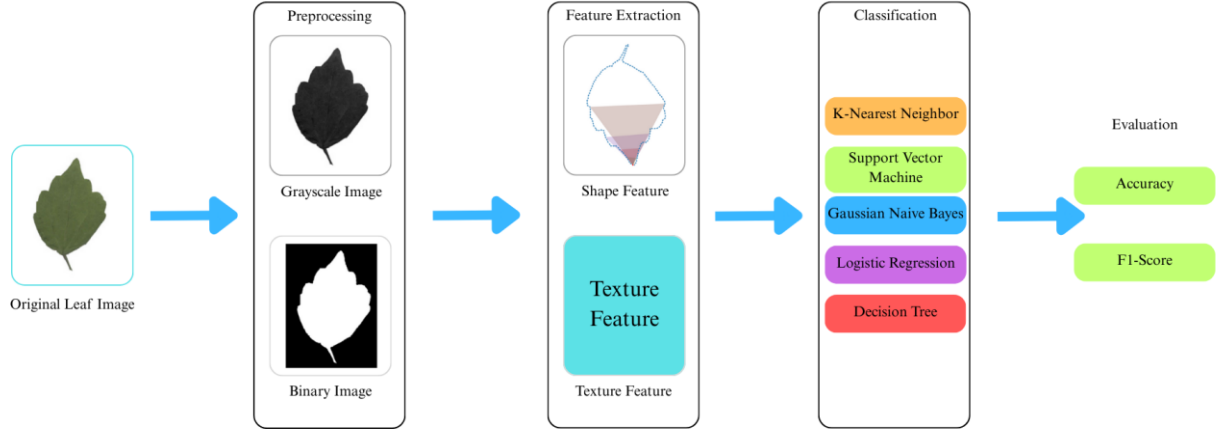 Original Leaf Image
Preprocessing
Grayscale Image
Binary Image
Feature Extraction
Shape Feature
Texture
Feature
Texture Feature
Classification
K-Nearest Neighbor
Support Vector
Machine
Gaussian Naive Bayes
Logistic Regression
Decision Tree
Evaluation
Accuracy
F1-Score